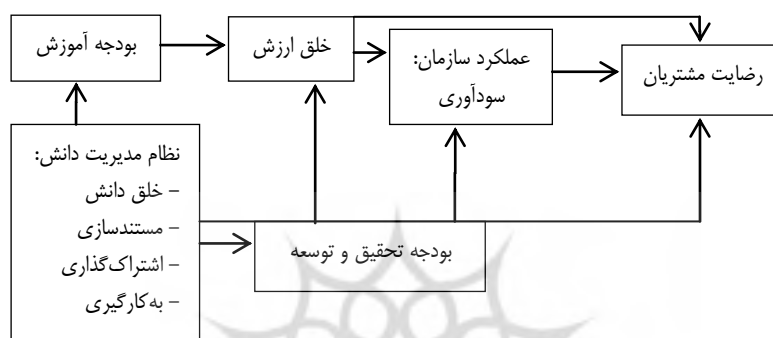 بودجه آموزش
خلق ارزش
عملکرد سازمان:
سودآوری
رضایت مشتریان
نظام مدیریت دانش:
- خلق دانش
- مستندسازی
- اشتراک‌گذاری
- به‌کارگیری
بودجه تحقیق و توسعه